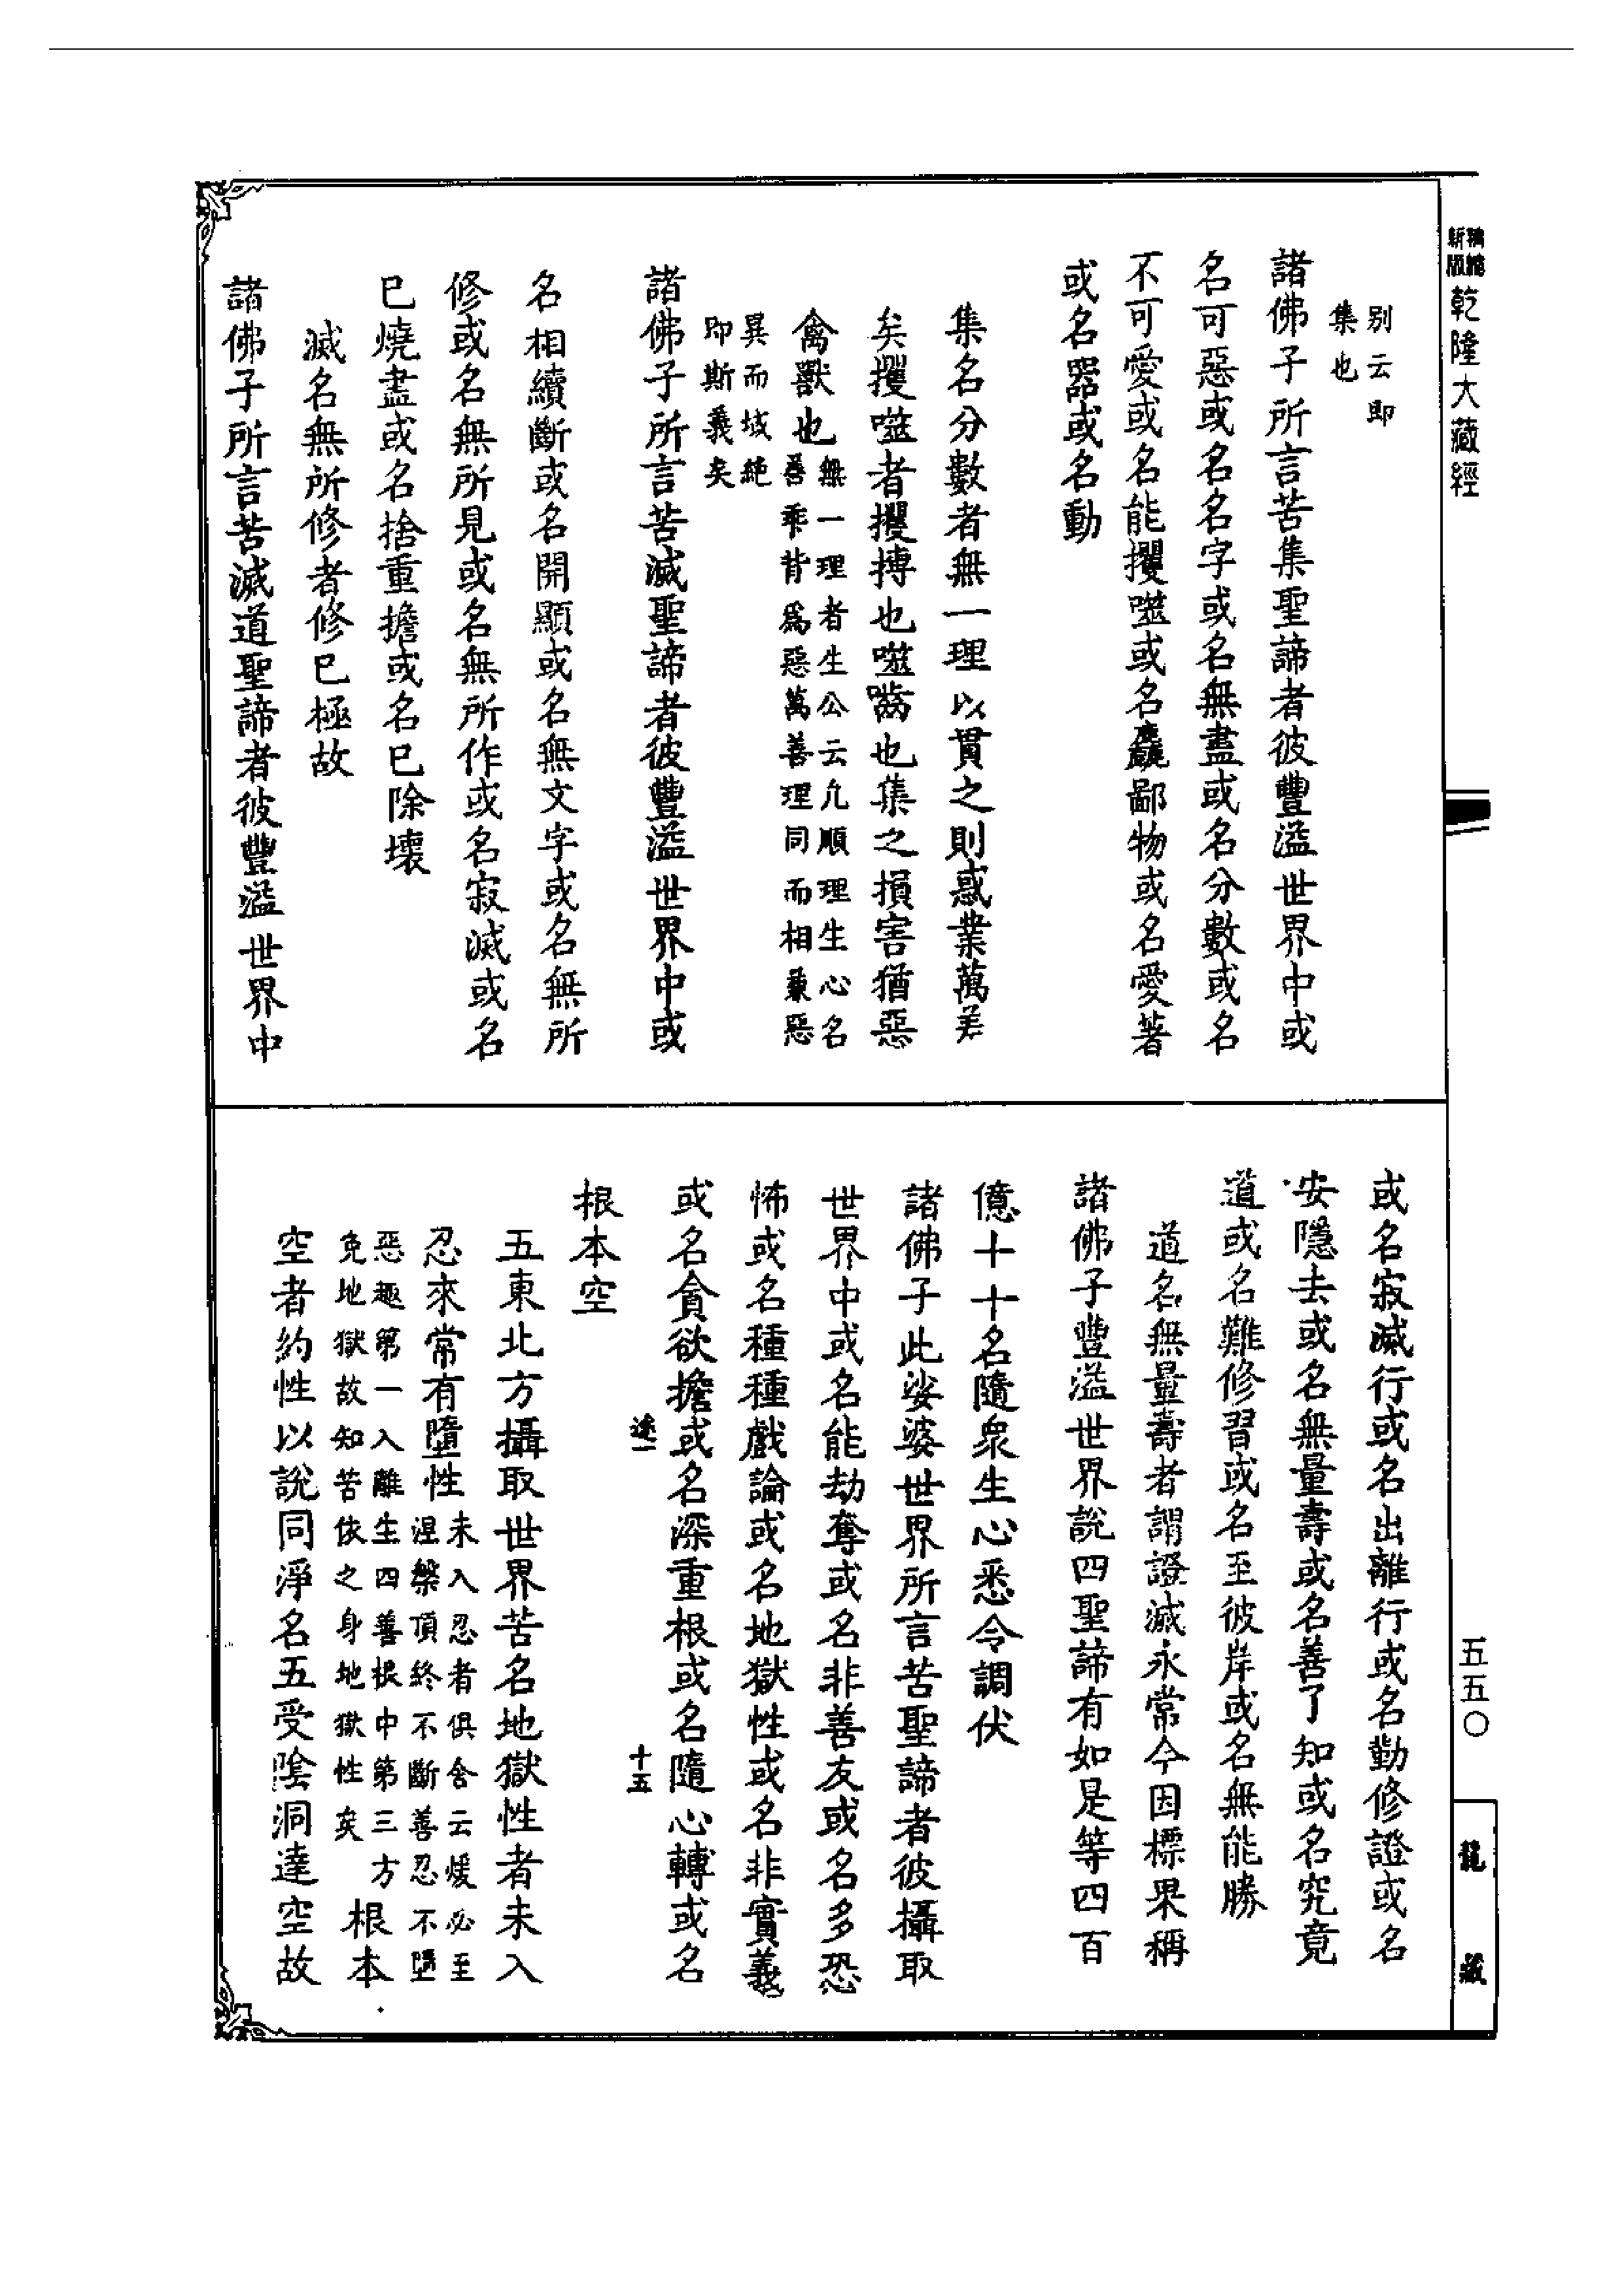 精縮新版
乾隆大藏經
別云即
集也
諸佛子所言苦集聖諦者彼豐溢世界中或
名可惡或名名字或名無盡或名分數或名
不可愛或名能攫噬或名麤鄙物或名愛著
或名器或名動
集名分數者無一理以貫之則惑業萬差
矣攫噬者攫搏也噬齧也集之損害猶惡
禽獸也
無一理者生公云凡順理生心名
善乖背為惡萬善理同而相兼惡
異而域絕
即斯義矣
諸佛子所言苦滅聖諦者彼豐溢世界中或
名相續斷或名開顯或名無文字或名無所
修或名無所見或名無所作或名寂滅或名
已燒盡或名捨重擔或名已除壞
滅名無所修者修已極故
諸佛子所言苦滅道聖諦者彼豐溢世界中
或名寂滅行或名出離行或名勤修證或名
安隱去或名無量壽或名善了知或名究竟
道或名難修習或名至彼岸或名無能勝
道名無量壽者謂證滅永常今因標果稱
諸佛子豐溢世界說四聖諦有如是等四百
億十十名隨眾生心悉令調伏
諸佛子此娑婆世界所言苦聖諦者彼攝取
世界中或名能劫奪或名非善友或名多恐
怖或名種種戲論或名地獄性或名非實義
或名貪欲擔或名深重根或名隨心轉或名
根本空
五東北方攝取世界苦名地獄性者未入
忍來常有墮性
未入忍者俱舍云煖必至
涅槃頂終不斷善忍不墮
惡趣第一入離生四善根中第三方
免地獄故知苦依之身地獄性矣
根本
空者約性以說同淨名五受陰洞達空故
十五
五五〇
龍藏